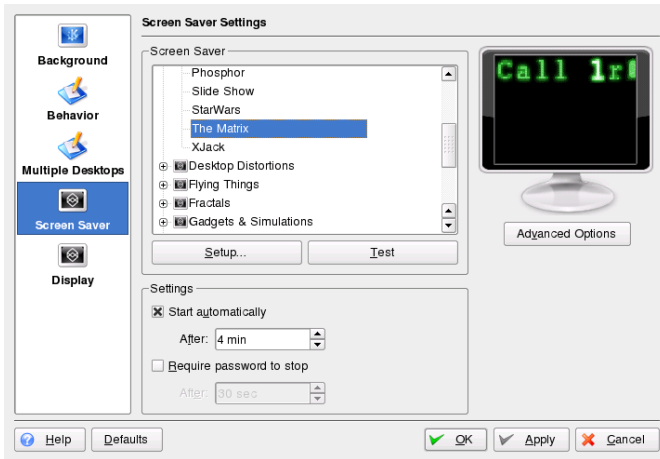 Screen Saver Settings
Background
Behavior
Multiple Desktops
Screen Saver
Display
Screen Saver
Phosphor
Slide Show
StarWars
The Matrix
XJack
Desktop Distortions
Flying Things
Fractals
Gadgets & Simulations
Setup...
Test
Call 1r
Advanced Options
Settings
Start automatically
After: 4 min
Require password to stop
After: 30 sec
Help
Defaults
OK
Apply
Cancel